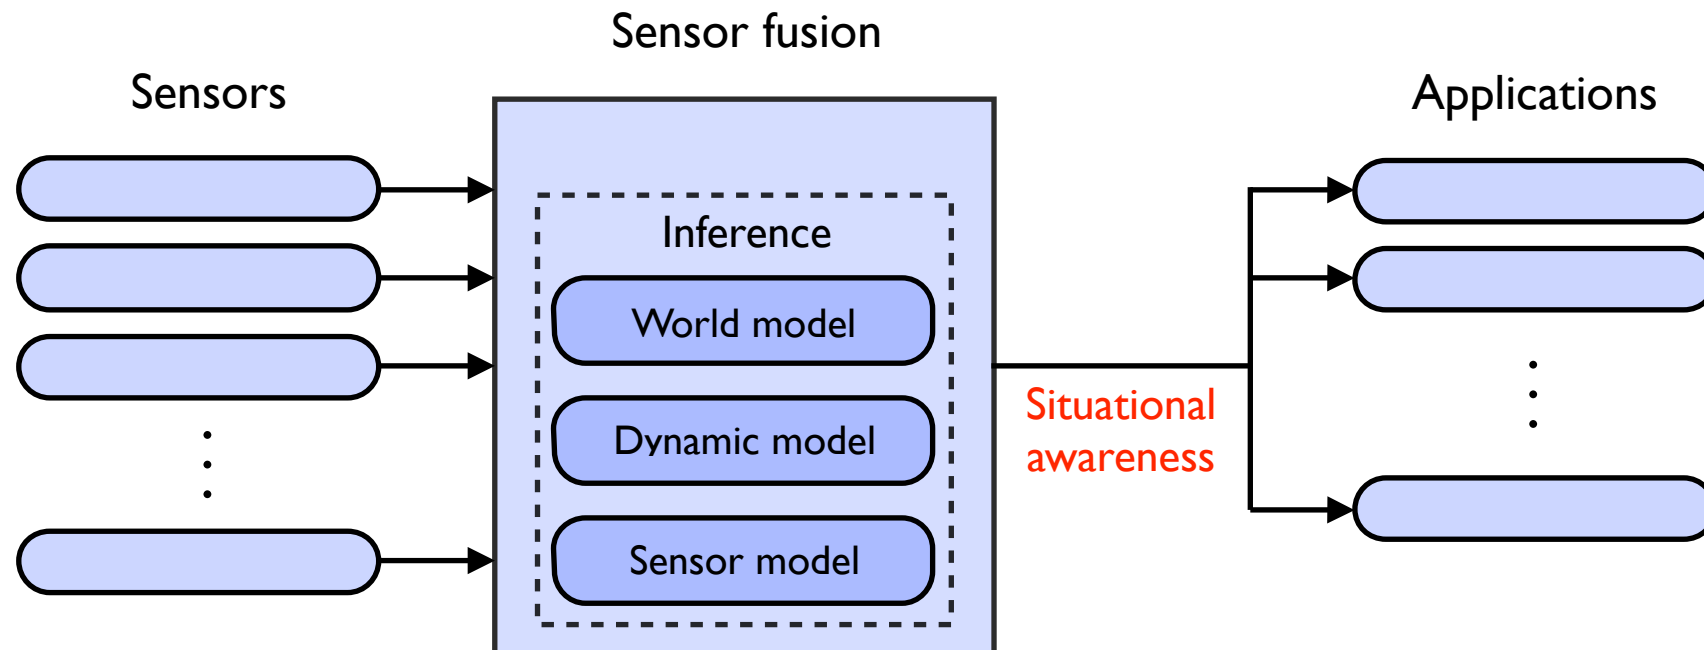 Sensor fusion
Sensors
Applications
Inference
World model
Dynamic model
Sensor model
Situational
awareness